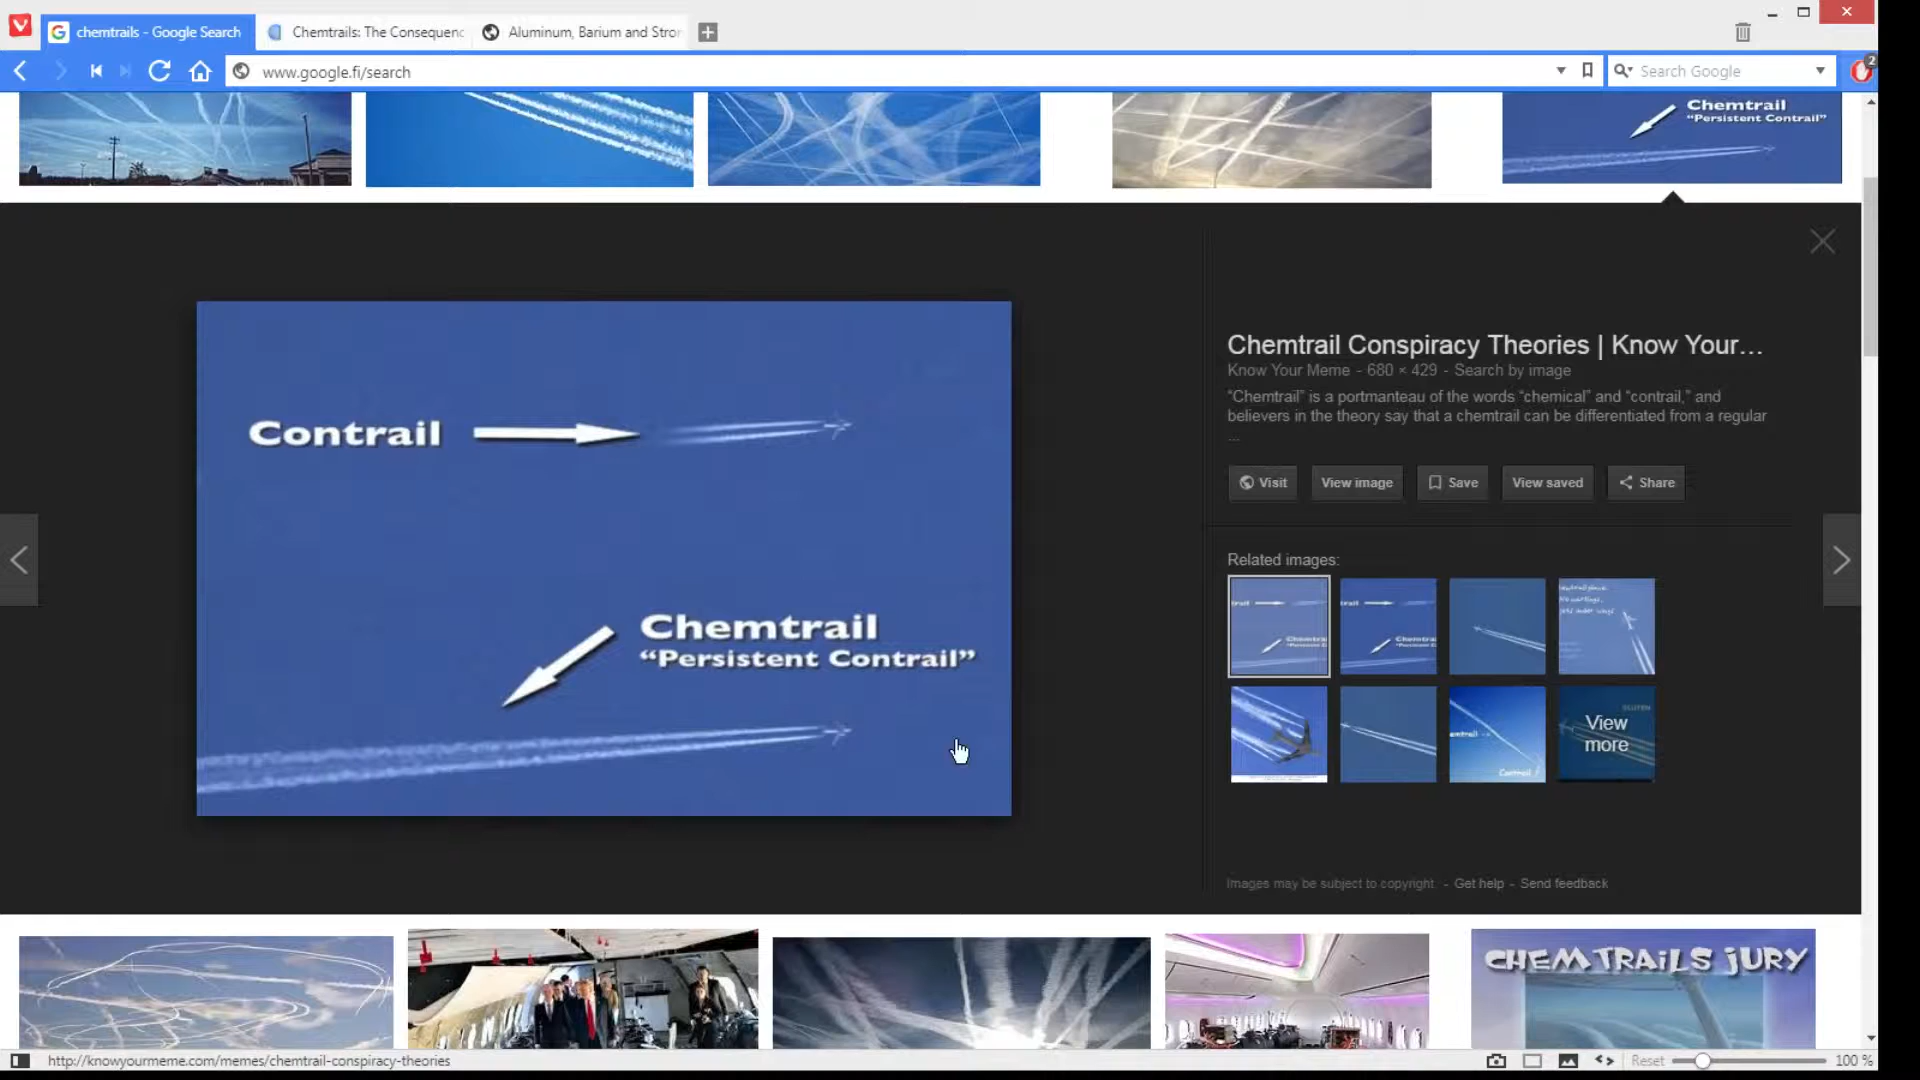 chemtrails - Google Search
Chemtrails: The Consequenc
Aluminum, Barium and Stron
www.google.fi/search
Search Google
2
Chemtrail
“Persistent Contrail”
Contrail
Chemtrail
“Persistent Contrail”
Chemtrail Conspiracy Theories | Know Your...
Know Your Meme - 680 × 429 - Search by image
“Chemtrail” is a portmanteau of the words “chemical” and “contrail,” and
believers in the theory say that a chemtrail can be differentiated from a regular
...
Visit
View image
Save
View saved
Share
Related images:
View
more
Images may be subject to copyright. - Get help - Send feedback
CHEMTRAILS JURY
http://knowyourmeme.com/memes/chemtrail-conspiracy-theories
Reset
100 %